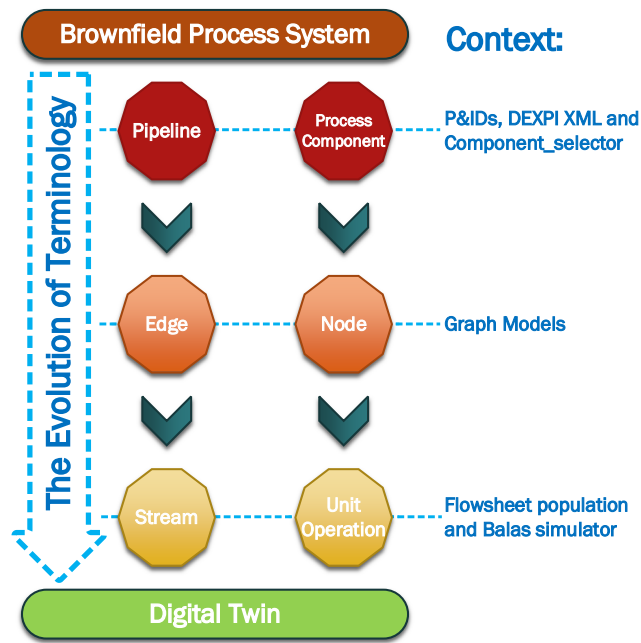 Brownfield Process System
Context:
The Evolution of Terminology
Pipeline
Process
Component
P&IDs, DEXPI XML and
Component_selector
Edge
Node
Graph Models
Stream
Unit
Operation
Flowsheet population
and Balas simulator
Digital Twin